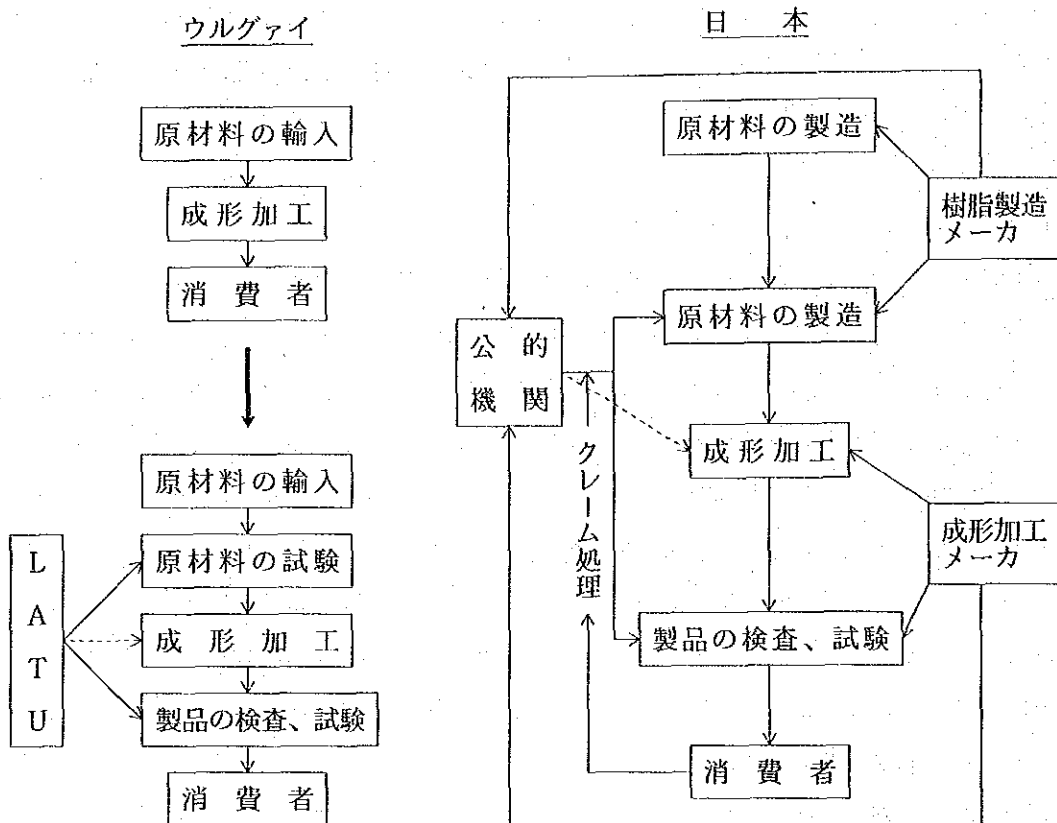 ウルグァイ
原材料の輸入
成形加工
消費者
原材料の輸入
原材料の試験
成形加工
製品の検査、試験
消費者
LATU
日本
原材料の製造
樹脂製造
メーカ
原材料の製造
公的
機関
成形加工
クレーム処理
成形加工
メーカ
製品の検査、試験
消費者